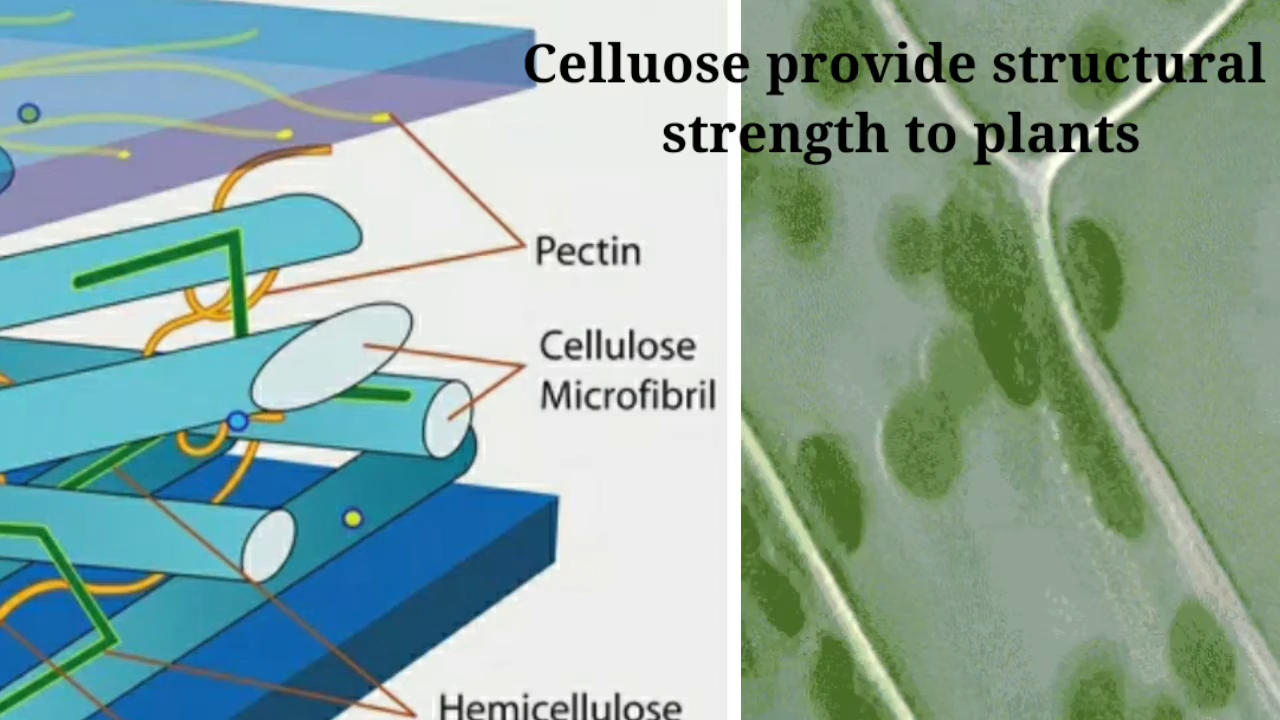 Celluose provide structural
strength to plants
Pectin
Cellulose
Microfibril
Hemicellulose